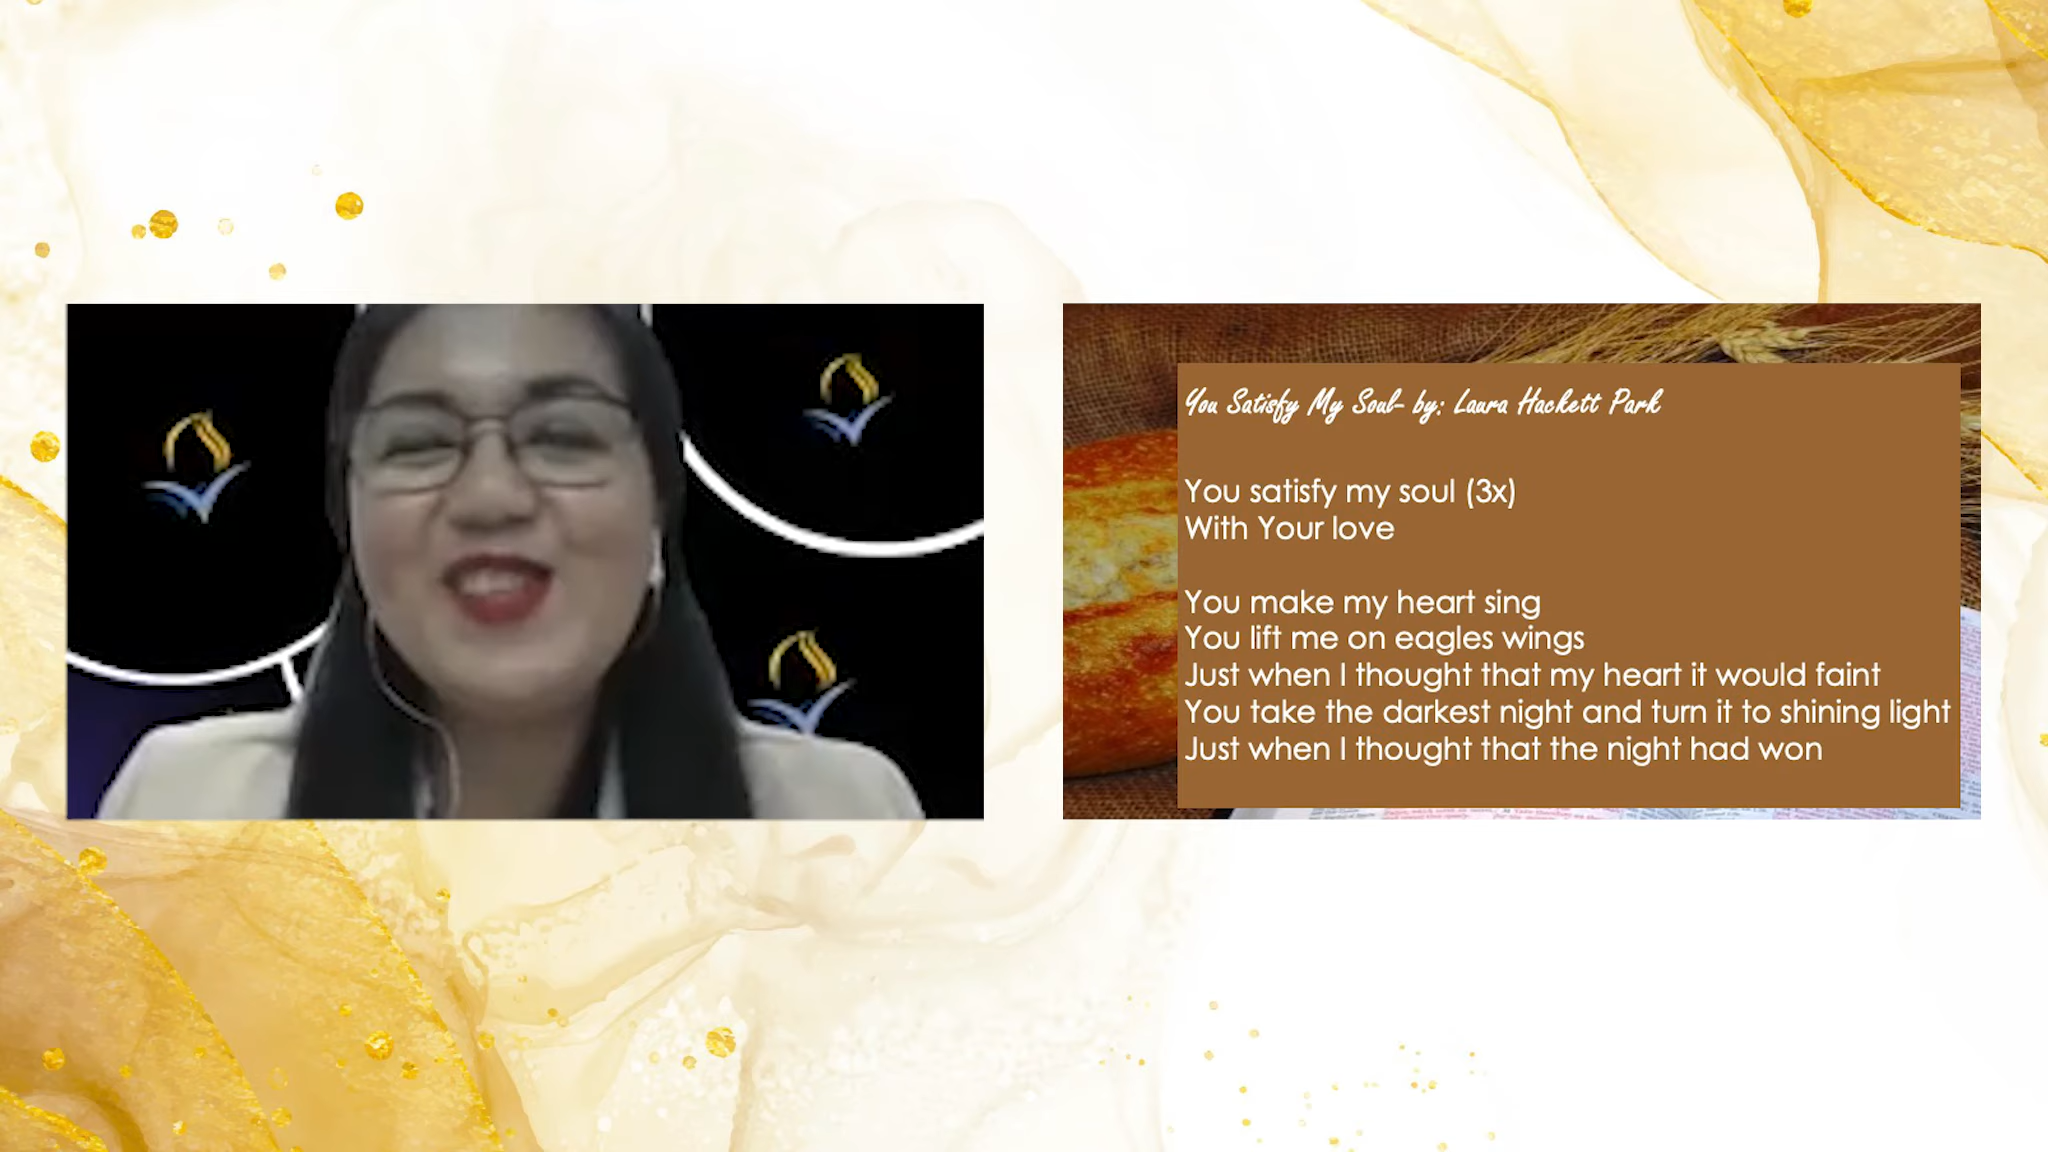 You Satisfy My Soul- by: Laura Hackett Park
You satisfy my soul (3x)
With Your love
You make my heart sing
You lift me on eagles wings
Just when I thought that my heart it would faint
You take the darkest night and turn it to shining light
Just when I thought that the night had won